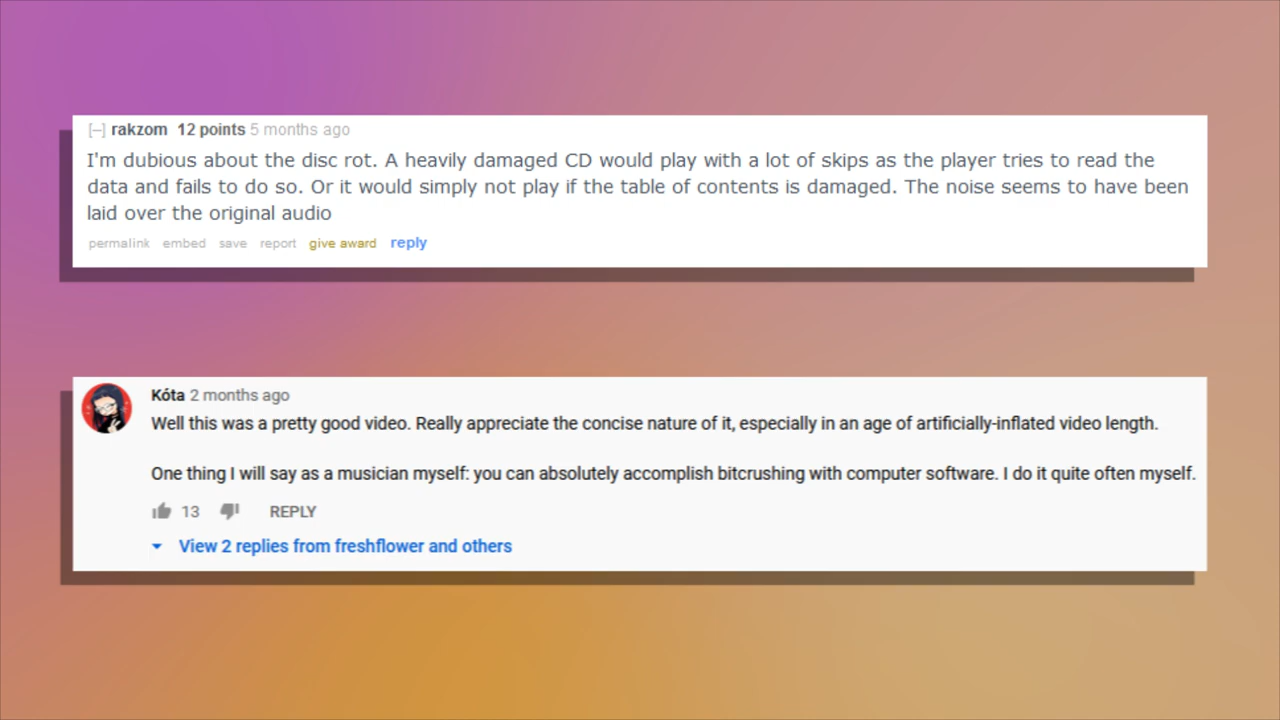 [–] rakzom 12 points 5 months ago
I'm dubious about the disc rot. A heavily damaged CD would play with a lot of skips as the player tries to read the
data and fails to do so. Or it would simply not play if the table of contents is damaged. The noise seems to have been
laid over the original audio
permalink embed save report give award reply
Kóta 2 months ago
Well this was a pretty good video. Really appreciate the concise nature of it, especially in an age of artificially-inflated video length.
One thing I will say as a musician myself: you can absolutely accomplish bitcrushing with computer software. I do it quite often myself.
13 REPLY
View 2 replies from freshflower and others